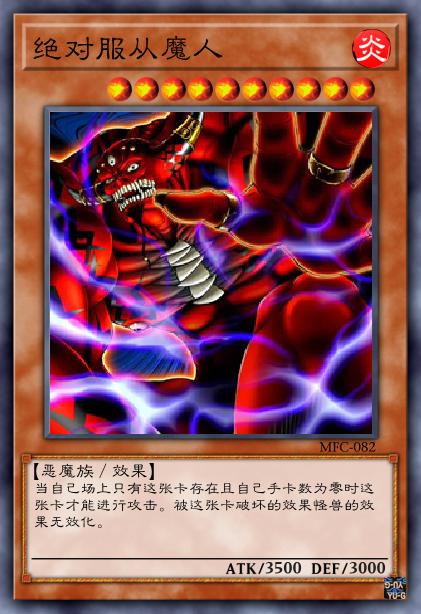 绝对服从魔人
炎
MFC-082
【恶魔族／效果】
当自己场上只有这张卡存在且自己手卡数为零时这
张卡才能进行攻击。被这张卡破坏的效果怪兽的效
果无效化。
ATK/3500 DEF/3000